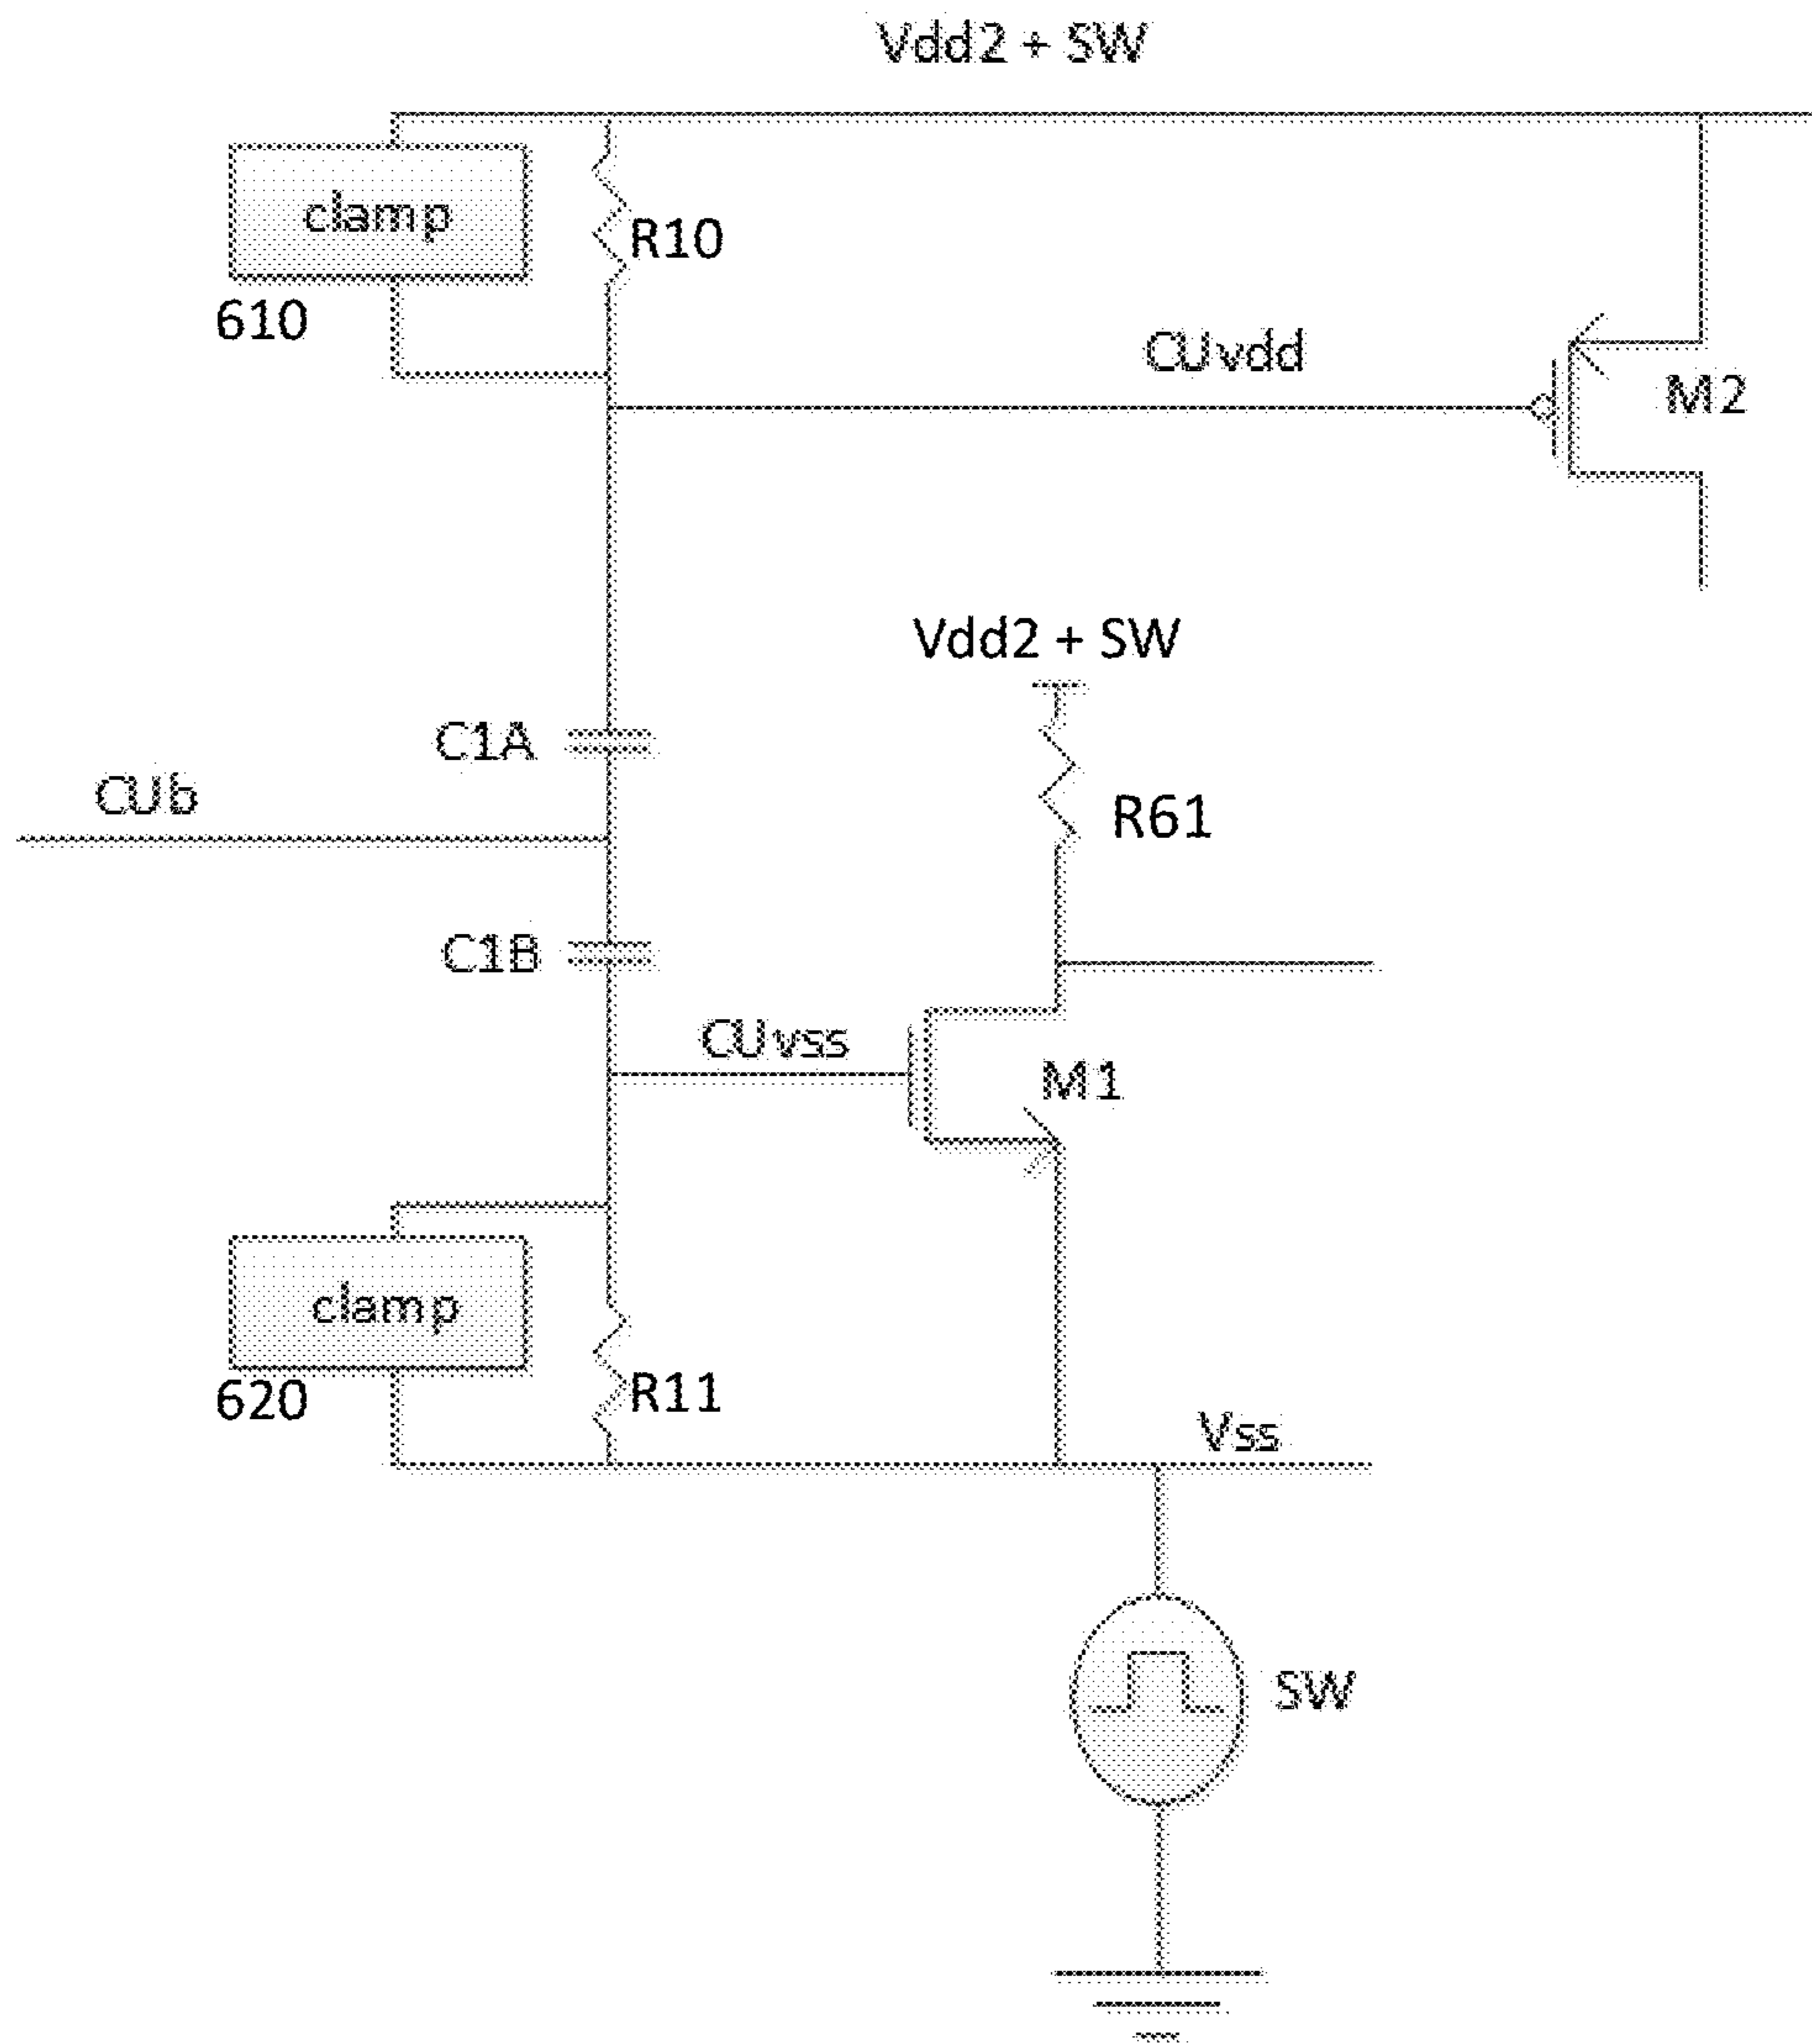 Vdd2 + SW
clamp
R10
610
CUvdd
M2
Vdd2 + SW
C1A
CUb
R61
C1B
CUvss
M1
clamp
R11
620
Vss
SW